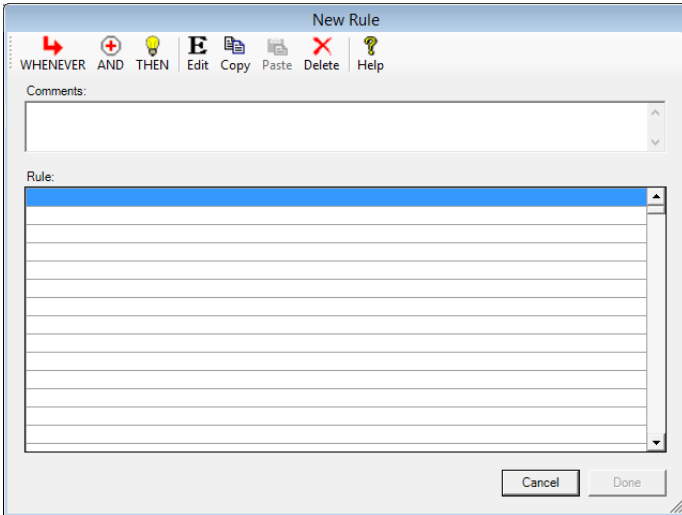 New Rule
WHENEVER AND THEN E Edit Copy Paste Delete ? Help
Comments:
Rule:
Cancel Done